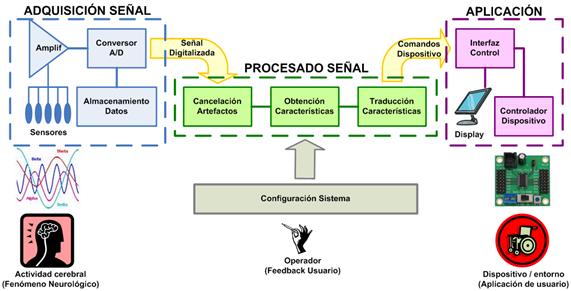 ADQUISICIÓN SEÑAL
Amplif
Conversor
A/D
Almacenamiento
Datos
Sensores
Señal
Digitalizada
PROCESADO SEÑAL
Cancelación
Artefactos
Obtención
Características
Traducción
Características
Comandos
Dispositivo
APLICACIÓN
Interfaz
Control
Display
Controlador
Dispositivo
Configuración Sistema
Beta
Theta
Alpha
Delta
Actividad cerebral
(Fenómeno Neurológico)
Operador
(Feedback Usuario)
Dispositivo / entorno
(Aplicación de usuario)